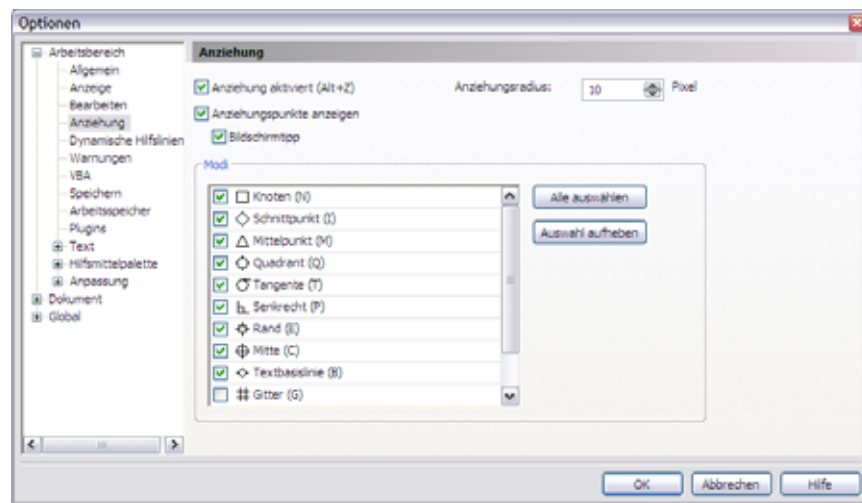 Optionen
Arbeitsbereich
Allgemein
Anzeige
Bearbeiten
Anziehung
Dynamische Hilfslinien
Warnungen
VBA
Speichern
Arbeitsspeicher
Plugins
Text
Hilfsmittelpalette
Anpassung
Dokument
Global
Anziehung
Anziehung aktiviert (Alt+Z)
Anziehungsradius: 10 Pixel
Anziehungspunkte anzeigen
Bildschirmtipp
Modi
Knoten (N)
Schnittpunkt (I)
Mittelpunkt (M)
Quadrant (Q)
Tangente (T)
Senkrecht (P)
Rand (E)
Mitte (C)
Textbasislinie (B)
Gitter (G)
Alle auswählen
Auswahl aufheben
OK Abbrechen Hilfe